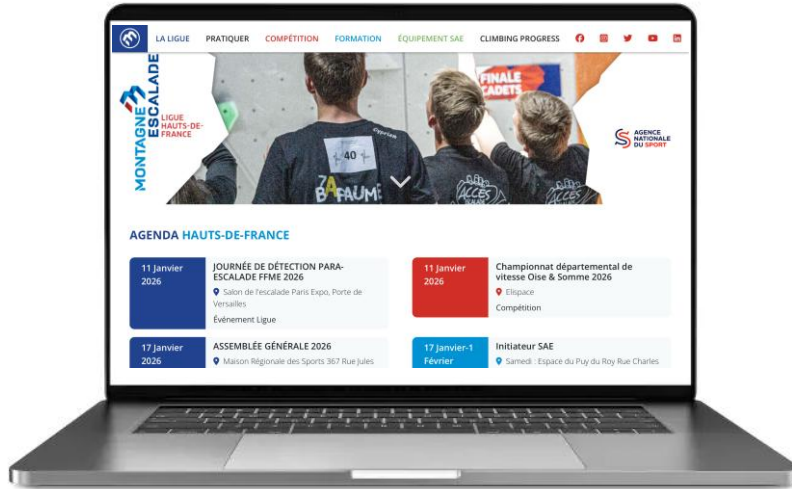 LA LIGUE PRATIQUER COMPÉTITION FORMATION ÉQUIPEMENT SAE CLIMBING PROGRESS
MONTAGNE
ESCALADE
LIGUE
HAUTS-DE-
FRANCE
FINALE
CADETS
Cyprien
40
BAPAUME
ACCES
ACCES
AGENCE
NATIONALE
DU SPORT
AGENDA HAUTS-DE-FRANCE
11 Janvier
2026
JOURNÉE DE DÉTECTION PARA-
ESCALADE FFME 2026
Salon de l'escalade Paris Expo, Porte de
Versailles
Événement Ligue
11 Janvier
2026
Championnat départemental de
vitesse Oise & Somme 2026
Elispace
Compétition
17 Janvier
2026
ASSEMBLÉE GÉNÉRALE 2026
Maison Régionale des Sports 367 Rue Jules
17 Janvier-1
Février
Initiateur SAE
Samedi : Espace du Puy du Roy Rue Charles